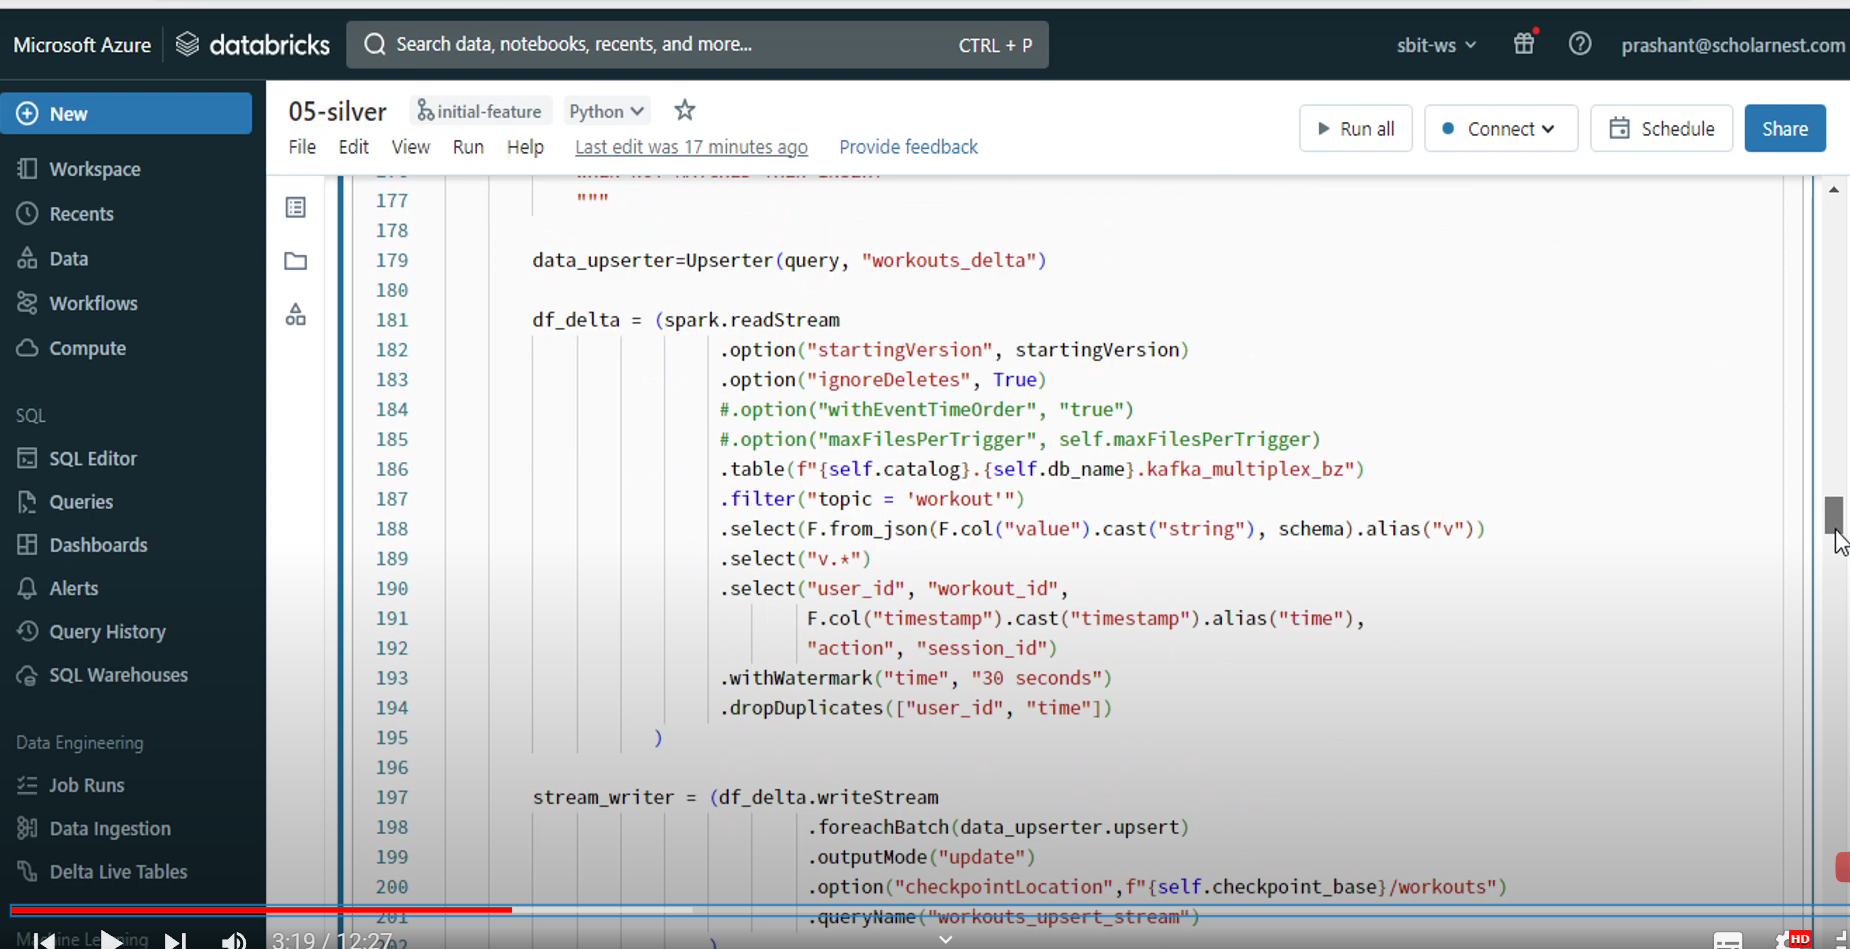 Microsoft Azure databricks Search data, notebooks, recents, and more... CTRL + P sbit-ws prashant@scholarnest.com
New
Workspace
Recents
Data
Workflows
Compute
SQL
SQL Editor
Queries
Dashboards
Alerts
Query History
SQL Warehouses
Data Engineering
Job Runs
Data Ingestion
Delta Live Tables
Machine Learning
05-silver initial-feature Python
File Edit View Run Help Last edit was 17 minutes ago Provide feedback
Run all Connect Schedule Share
177 """
178
179 data_upserter=Upserter(query, "workouts_delta")
180
181 df_delta = (spark.readStream
182 .option("startingVersion", startingVersion)
183 .option("ignoreDeletes", True)
184 #.option("withEventTimeOrder", "true")
185 #.option("maxFilesPerTrigger", self.maxFilesPerTrigger)
186 .table(f"{self.catalog}.{self.db_name}.kafka_multiplex_bz")
187 .filter("topic = 'workout'")
188 .select(F.from_json(F.col("value").cast("string"), schema).alias("v"))
189 .select("v.*")
190 .select("user_id", "workout_id",
191 F.col("timestamp").cast("timestamp").alias("time"),
192 "action", "session_id")
193 .withWatermark("time", "30 seconds")
194 .dropDuplicates(["user_id", "time"])
195 )
196
197 stream_writer = (df_delta.writeStream
198 .foreachBatch(data_upserter.upsert)
199 .outputMode("update")
200 .option("checkpointLocation",f"{self.checkpoint_base}/workouts")
201 .queryName("workouts_upsert_stream")
202 )
3:19 / 12:27
HD